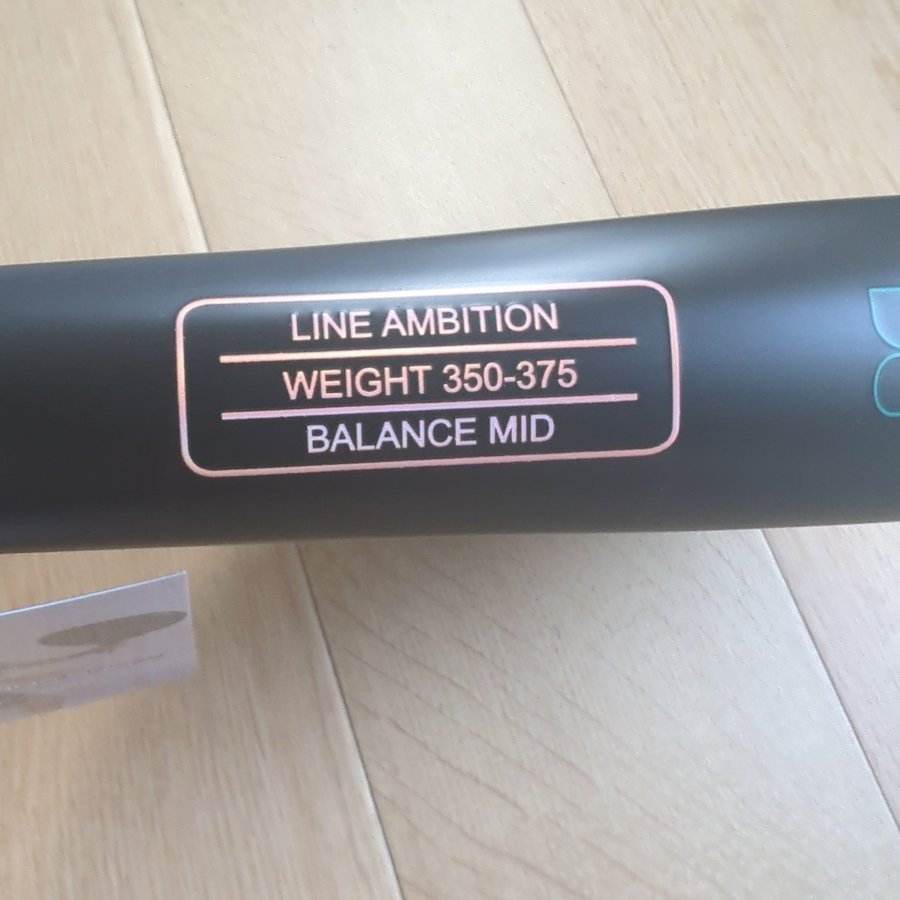 LINE AMBITION
WEIGHT 350-375
BALANCE MID